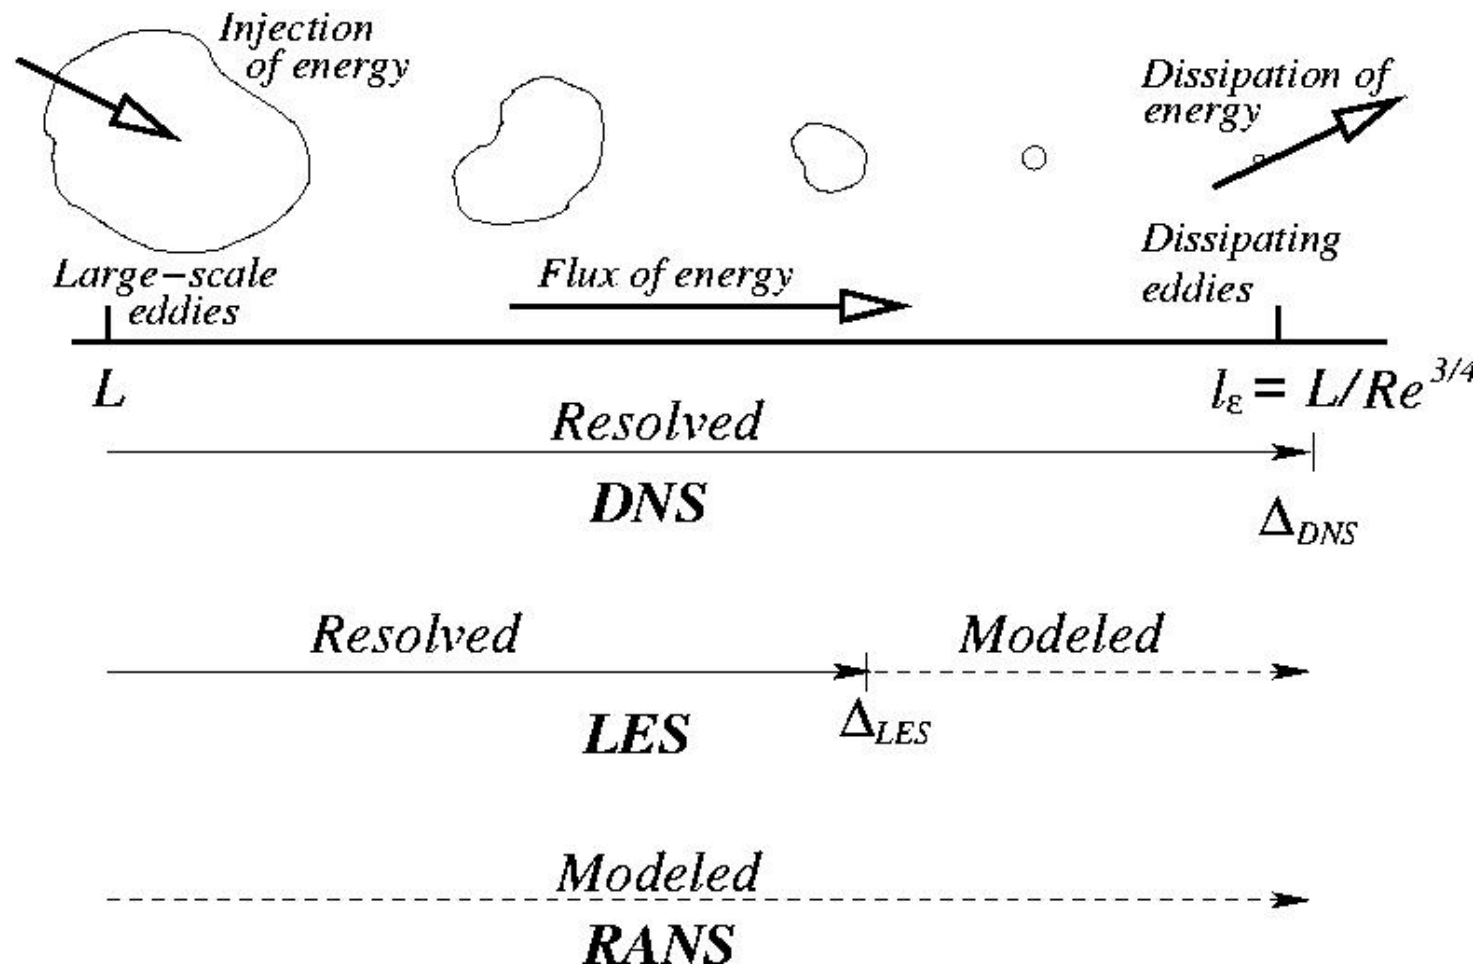 Injection
of energy
Dissipation of
energy
Large-scale
eddies
Flux of energy
Dissipating
eddies
L
lε = L/Re^3/4
Resolved
DNS
Δ_DNS
Resolved
Modeled
LES
Δ_LES
Modeled
RANS